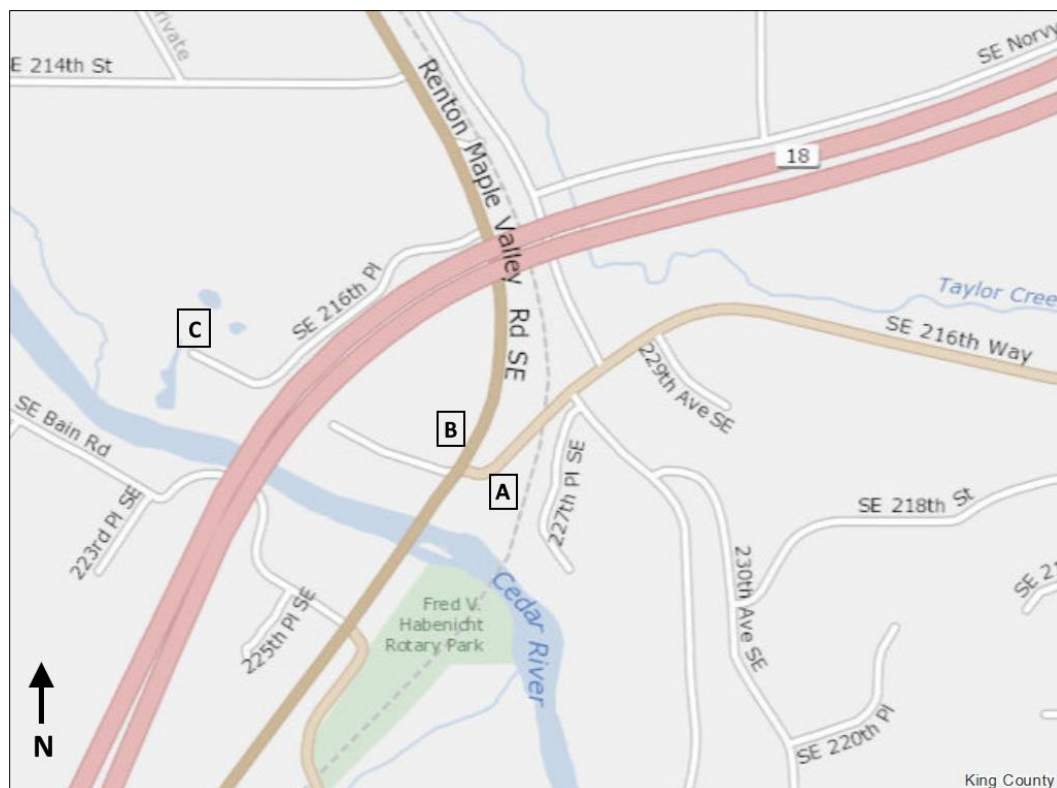 Private
E 214th St
Renton Maple Valley Rd SE
SE Norvy
18
SE 216th Pl
C
Taylor Cree
SE 216th Way
229th Ave SE
B
A
SE Bain Rd
223rd Pl SE
227th Pl SE
SE 218th St
230th Ave SE
SE 21
225th Pl SE
Fred V.
Habenicht
Rotary Park
Cedar River
SE 220th Pl
N
King County